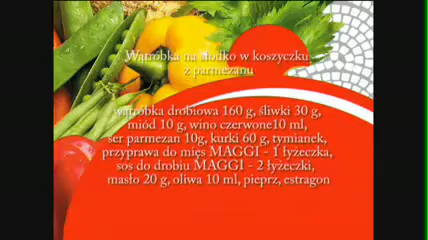 Wątróbka na słodko w koszyczku
z parmezanu
wątróbka drobiowa 160 g, śliwki 30 g,
miód 10 g, wino czerwone10 ml,
ser parmezan 10g, kurki 60 g, tymianek,
przyprawa do mięs MAGGI - 1 łyżeczka,
sos do drobiu MAGGI - 2 łyżeczki,
masło 20 g, oliwa 10 ml, pieprz, estragon